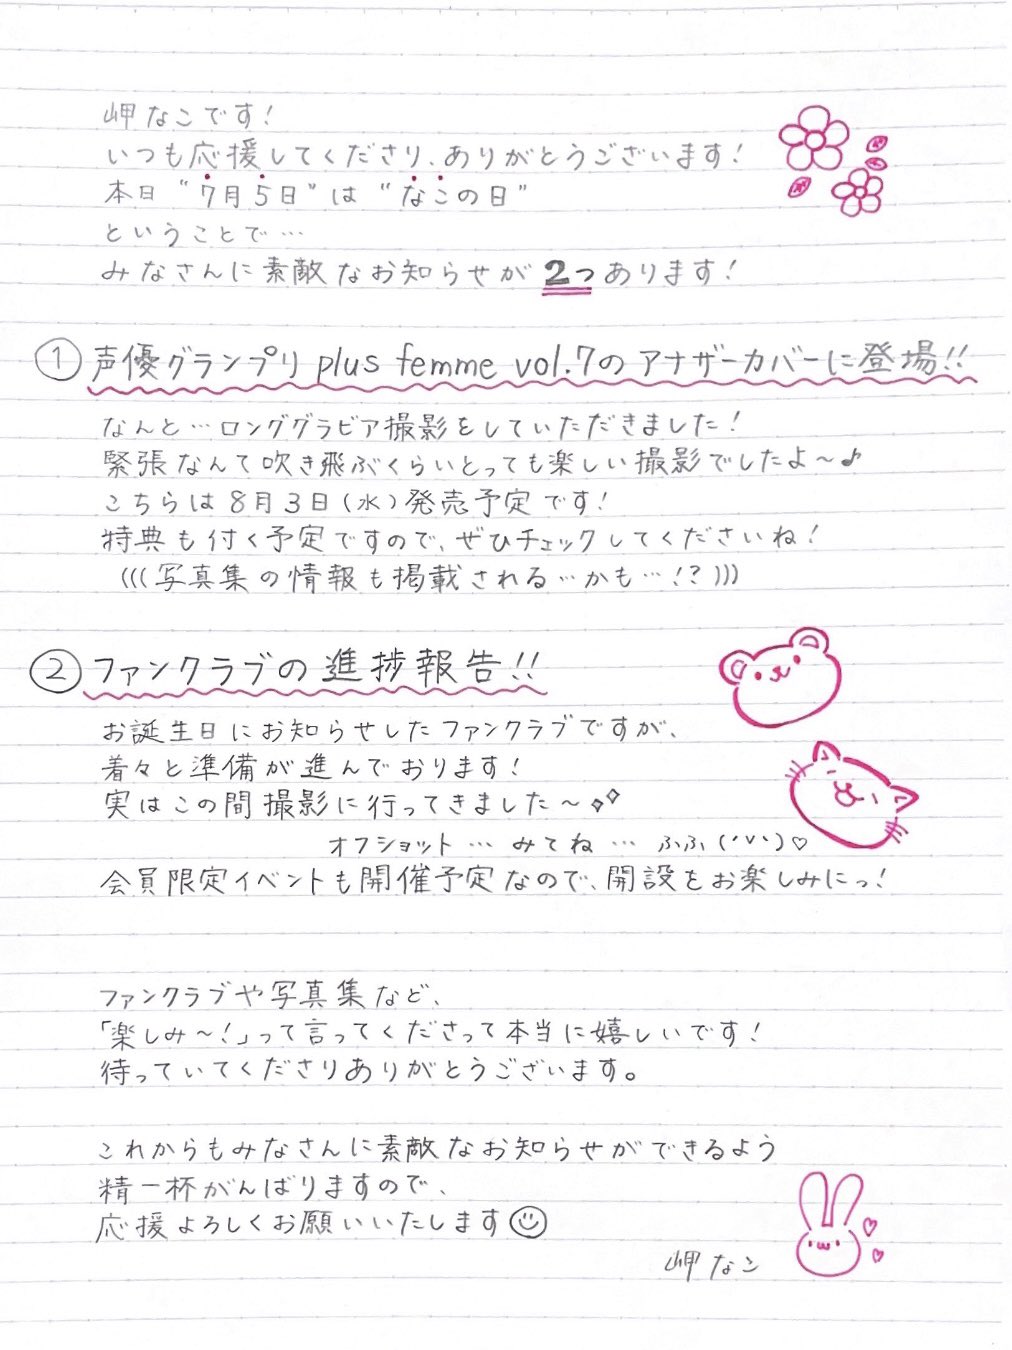 岬なこです!
いつも応援してくださり、ありがとうございます!
本日"7月5日"は"なこの日"
ということで…
みなさんに素敵なお知らせが2つあります!
① 声優グランプリ plus femme vol.7のアナザーカバーに登場!!
なんと…ロンググラビア撮影をしていただきました!
緊張なんて吹き飛ぶくらいとっても楽しい撮影でしたよ〜♪
こちらは8月3日(水)発売予定です!
特典も付く予定ですので、ぜひチェックしてくださいね!
(((写真集の情報も掲載される…かも…!?)))
② ファンクラブの進捗報告!!
お誕生日にお知らせしたファンクラブですが、
着々と準備が進んでおります!
実はこの間撮影に行ってきました〜
オフショット…みてね…ふふ(˙v˙)♡
会員限定イベントも開催予定なので、開設をお楽しみにっ!
ファンクラブや写真集など、
「楽しみ〜!」って言ってくださって本当に嬉しいです!
待っていてくださりありがとうございます。
これからもみなさんに素敵なお知らせができるよう
精一杯がんばりますので、
応援よろしくお願いいたします☺
岬なこ